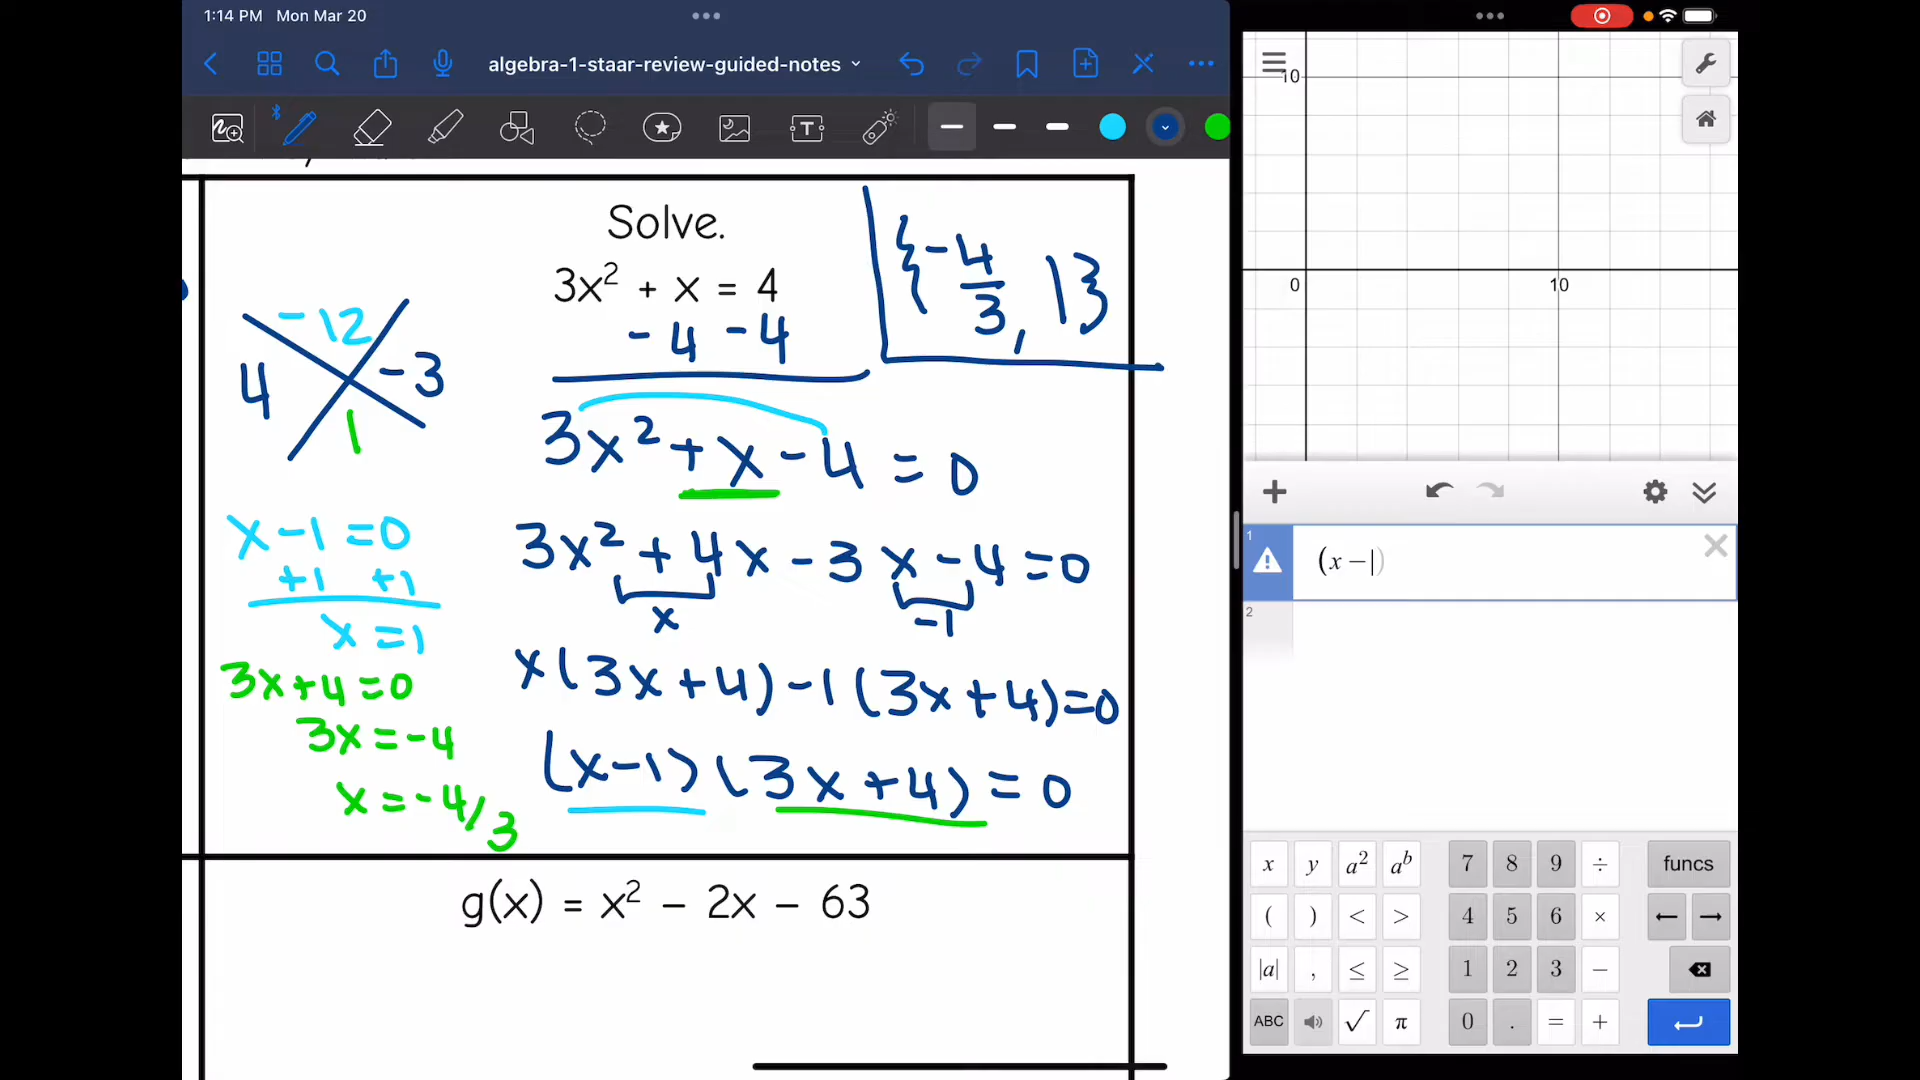 1:14 PM Mon Mar 20
algebra-1-staar-review-guided-notes
Solve.
3x² + x = 4
- 4 - 4
{-4/3, 1}
-12
4 -3
1
3x² + x - 4 = 0
3x² + 4x - 3x - 4 = 0
x -1
x(3x + 4) - 1(3x + 4) = 0
(x - 1)(3x + 4) = 0
x - 1 = 0
+1 +1
x = 1
3x + 4 = 0
3x = -4
x = -4/3
g(x) = x² − 2x − 63
10
0 10
1
(x − )
2
x y a² aᵇ 7 8 9 ÷ funcs
( ) < > 4 5 6 × ← →
|a| , ≤ ≥ 1 2 3 −
ABC √ π 0 . = +